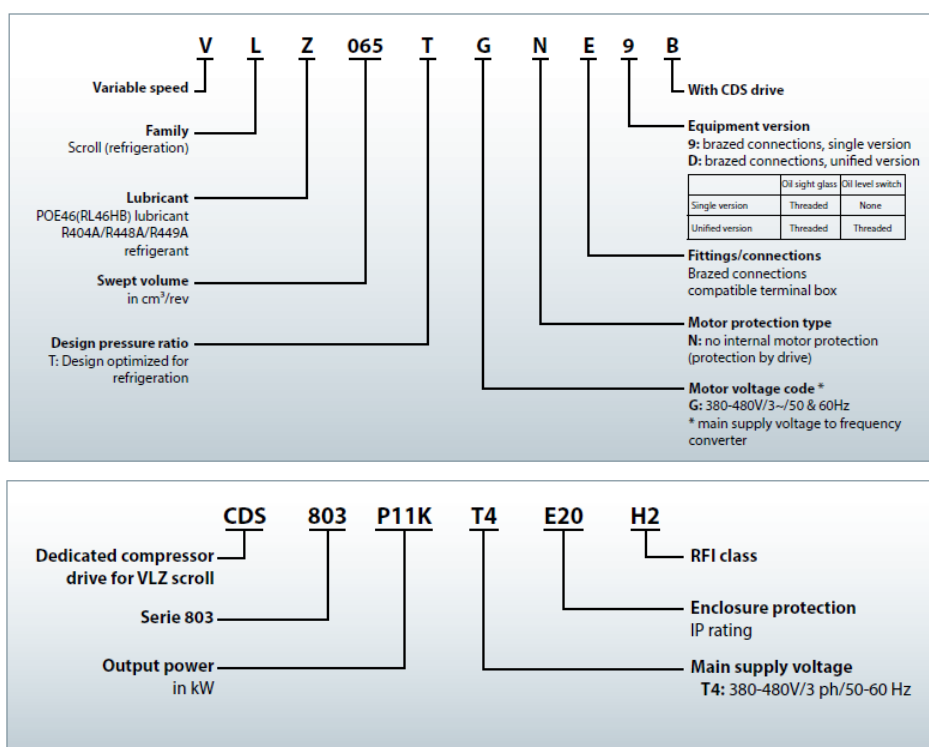 V L Z 065 T G N E 9 B
Variable speed
Family
Scroll (refrigeration)
Lubricant
POE46(RL46HB) lubricant
R404A/R448A/R449A
refrigerant
Swept volume
in cm³/rev
Design pressure ratio
T: Design optimized for
refrigeration
With CDS drive
Equipment version
9: brazed connections, single version
D: brazed connections, unified version
Oil sight glass Oil level switch
Single version Threaded None
Unified version Threaded Threaded
Fittings/connections
Brazed connections
compatible terminal box
Motor protection type
N: no internal motor protection
(protection by drive)
Motor voltage code *
G: 380-480V/3~/50 & 60Hz
* main supply voltage to frequency
converter
CDS 803 P11K T4 E20 H2
Dedicated compressor
drive for VLZ scroll
Serie 803
Output power
in kW
RFI class
Enclosure protection
IP rating
Main supply voltage
T4: 380-480V/3 ph/50-60 Hz